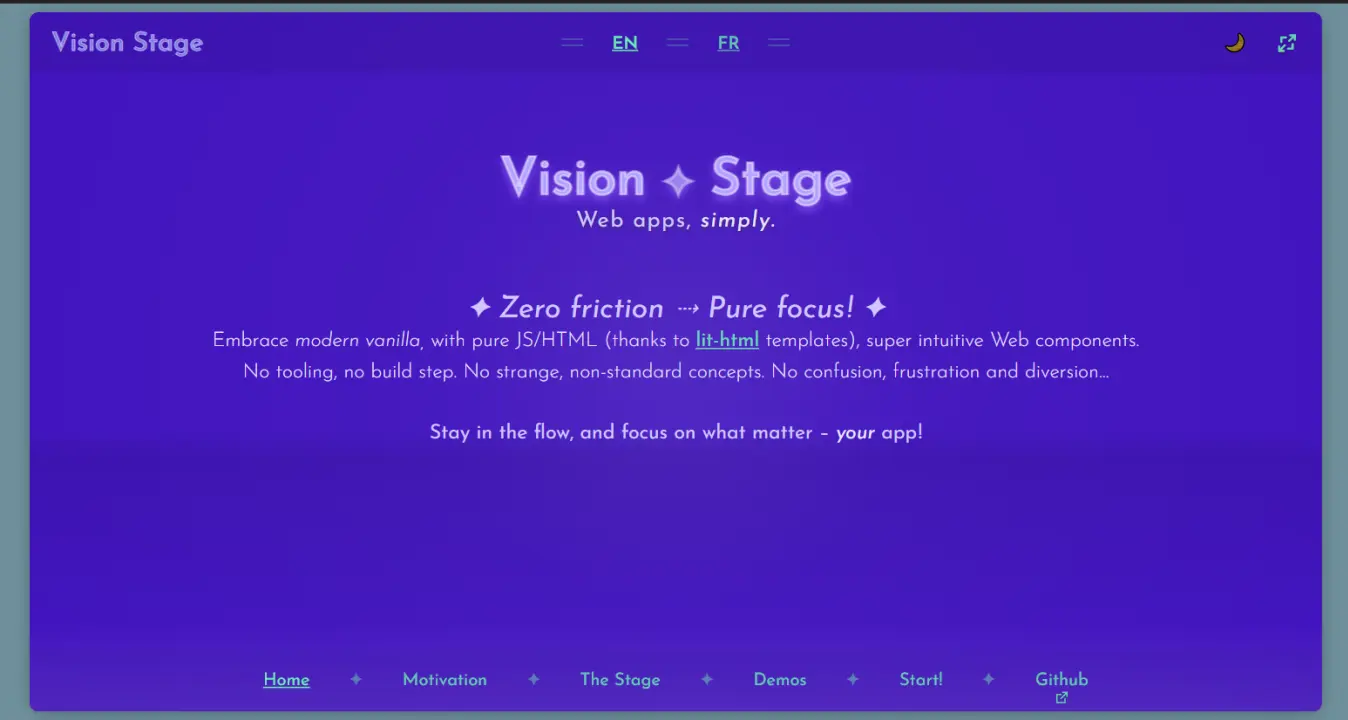 Vision Stage
EN FR
Vision ✦ Stage
Web apps, simply.
✦ Zero friction ⤑ Pure focus! ✦
Embrace modern vanilla, with pure JS/HTML (thanks to lit-html templates), super intuitive Web components.
No tooling, no build step. No strange, non-standard concepts. No confusion, frustration and diversion...
Stay in the flow, and focus on what matter – your app!
Home ✦ Motivation ✦ The Stage ✦ Demos ✦ Start! ✦ Github